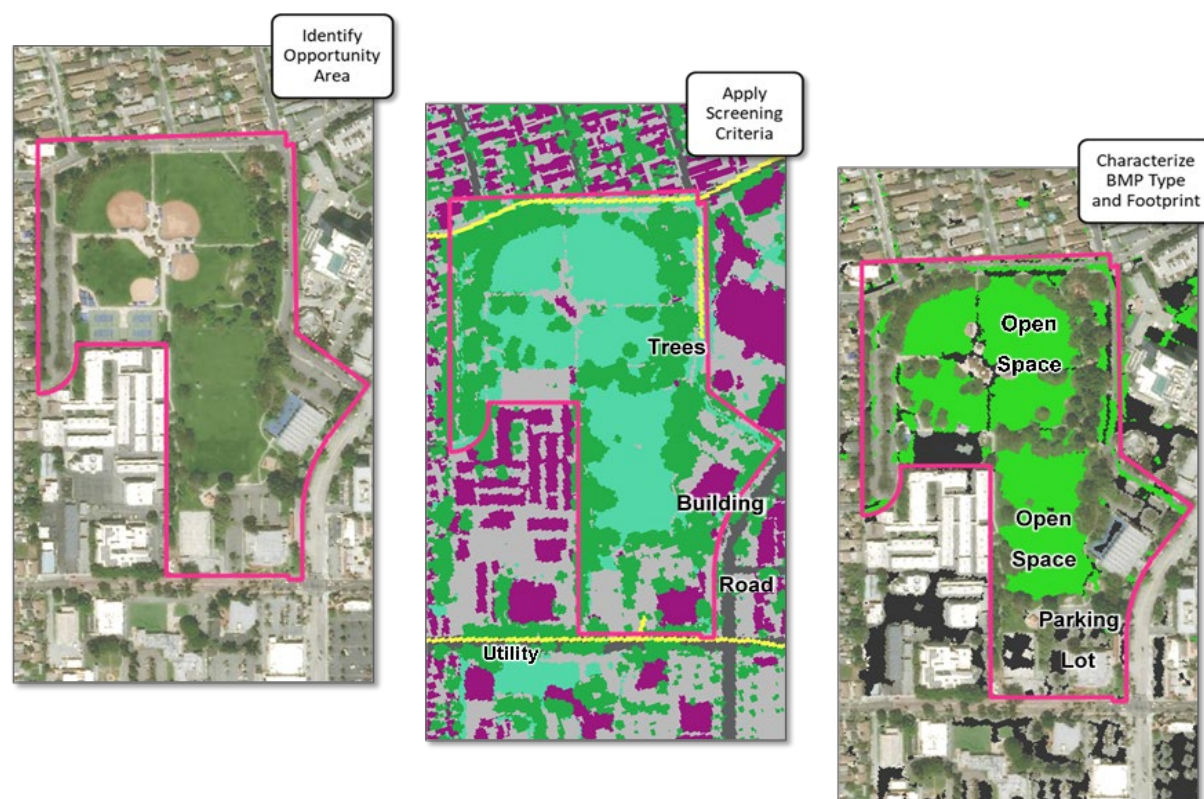 Identify
Opportunity
Area
Apply
Screening
Criteria
Trees
Building
Road
Utility
Characterize
BMP Type
and Footprint
Open
Space
Open
Space
Parking
Lot